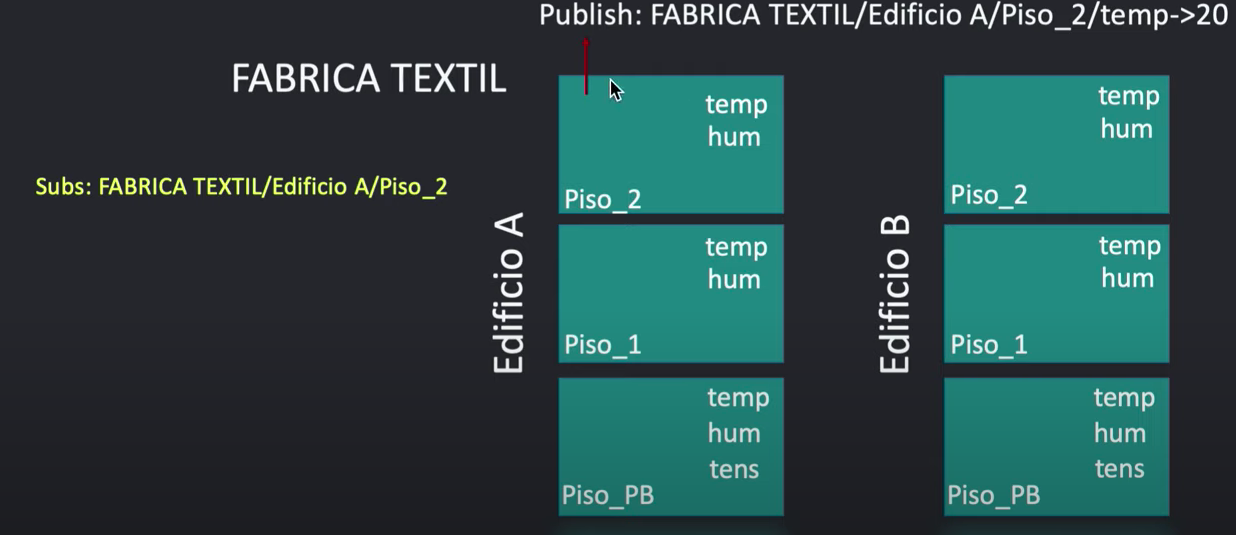 Publish: FABRICA TEXTIL/Edificio A/Piso_2/temp->20
FABRICA TEXTIL
Subs: FABRICA TEXTIL/Edificio A/Piso_2
Edificio A
temp
hum
Piso_2
temp
hum
Piso_1
temp
hum
tens
Piso_PB
Edificio B
temp
hum
Piso_2
temp
hum
Piso_1
temp
hum
tens
Piso_PB